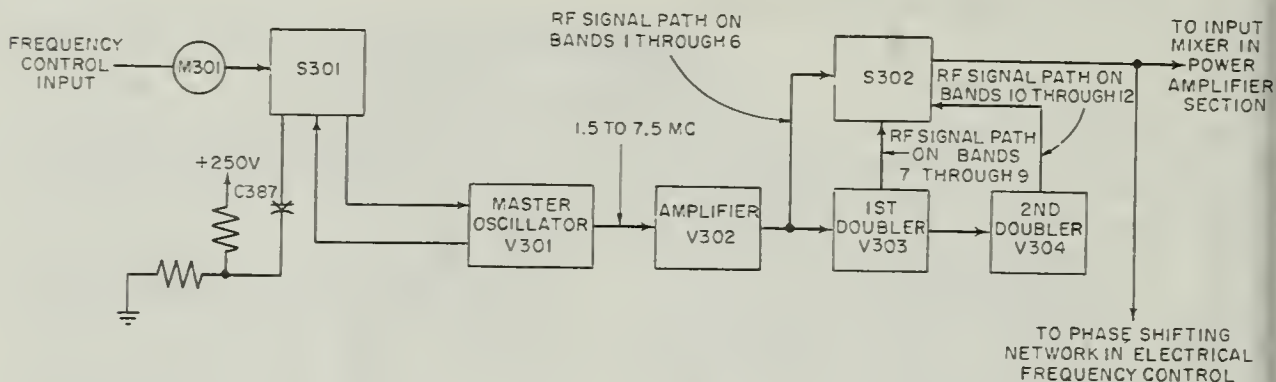 FREQUENCY
CONTROL
INPUT
M301
S301
+250V
C387
RF SIGNAL PATH ON
BANDS 1 THROUGH 6
1.5 TO 7.5 MC
MASTER
OSCILLATOR
V301
AMPLIFIER
V302
S302
RF SIGNAL PATH ON
BANDS 10 THROUGH 12
RF SIGNAL PATH
ON BANDS
7 THROUGH 9
1ST
DOUBLER
V303
2ND
DOUBLER
V304
TO INPUT
MIXER IN
POWER
AMPLIFIER
SECTION
TO PHASE SHIFTING
NETWORK IN ELECTRICAL
FREQUENCY CONTROL